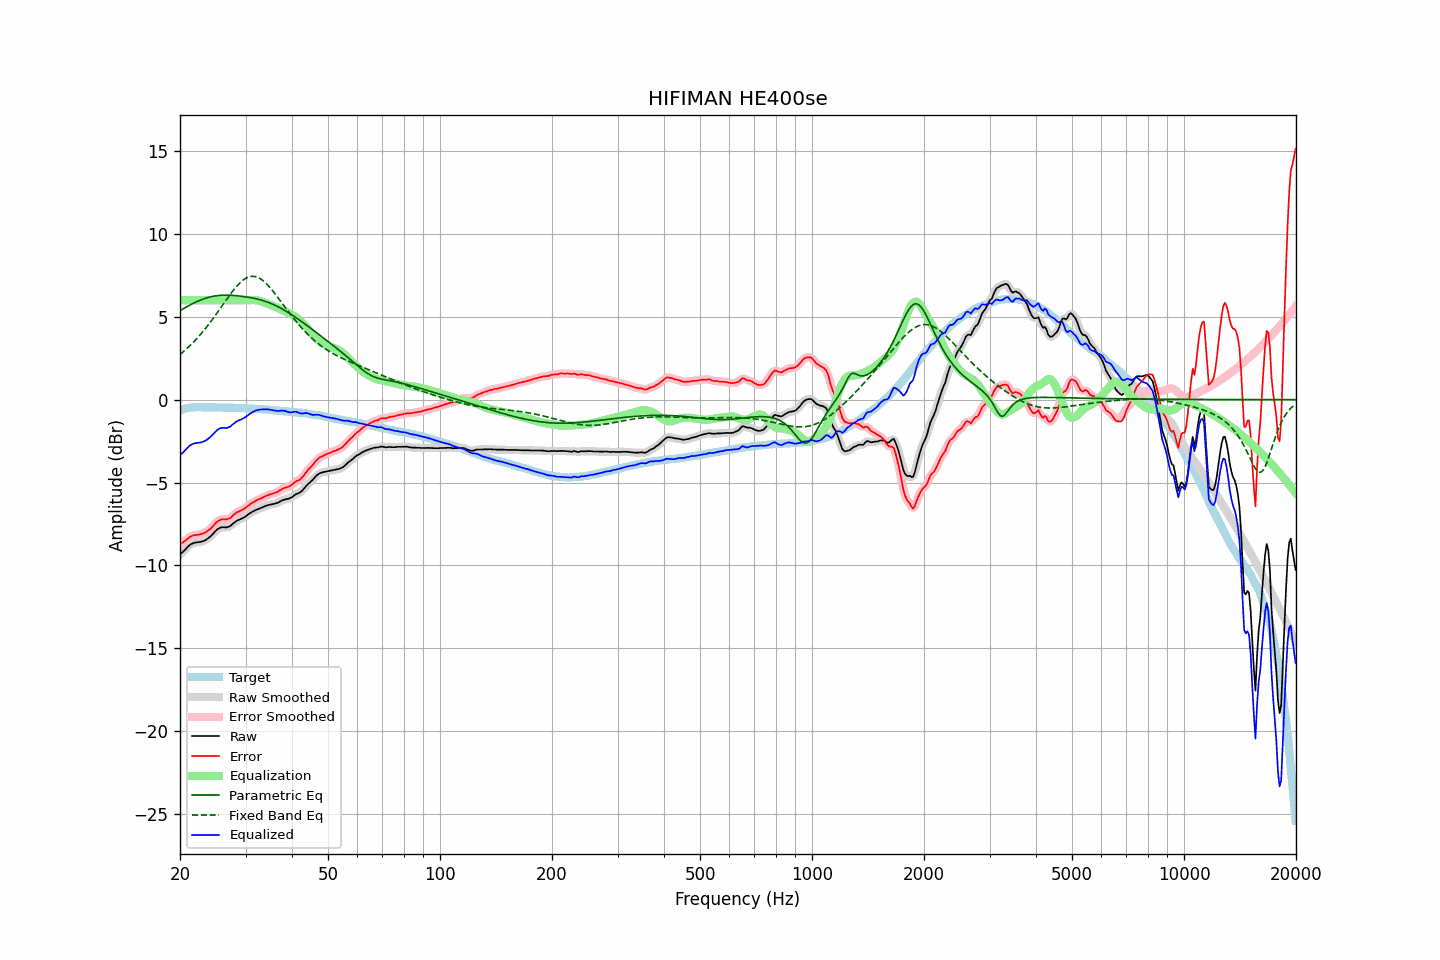 HIFIMAN HE400se
Amplitude (dBr)
15
10
5
0
−5
−10
−15
−20
−25
Target
Raw Smoothed
Error Smoothed
Raw
Error
Equalization
Parametric Eq
Fixed Band Eq
Equalized
20 50 100 200 500 1000 2000 5000 10000 20000
Frequency (Hz)